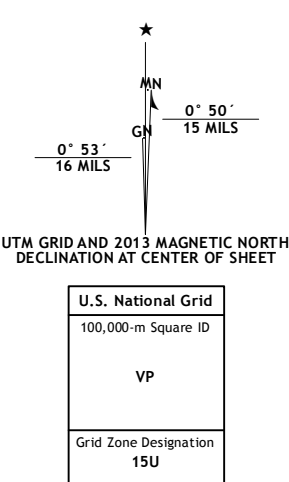 MN
GN
0° 50´
15 MILS
0° 53´
16 MILS
UTM GRID AND 2013 MAGNETIC NORTH
DECLINATION AT CENTER OF SHEET
U.S. National Grid
100,000-m Square ID
VP
Grid Zone Designation
15U